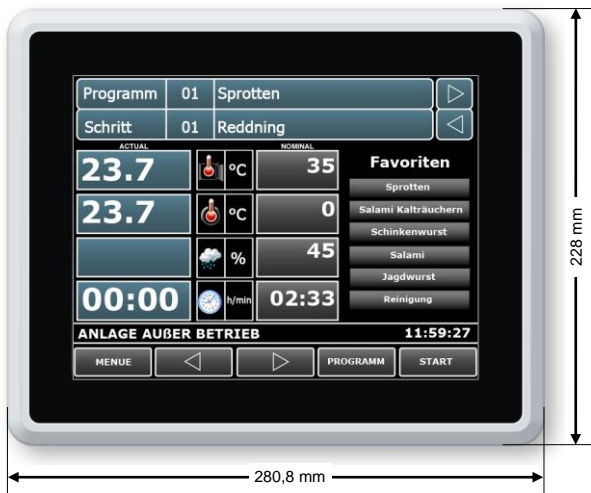 Programm 01 Sprotten
Schritt 01 Reddning
ACTUAL NOMINAL
23.7 °C 35
23.7 °C 0
% 45
00:00 h/min 02:33
Favoriten
Sprotten
Salami Kalträuchern
Schinkenwurst
Salami
Jagdwurst
Reinigung
ANLAGE AUßER BETRIEB 11:59:27
MENUE PROGRAMM START
228 mm
280,8 mm